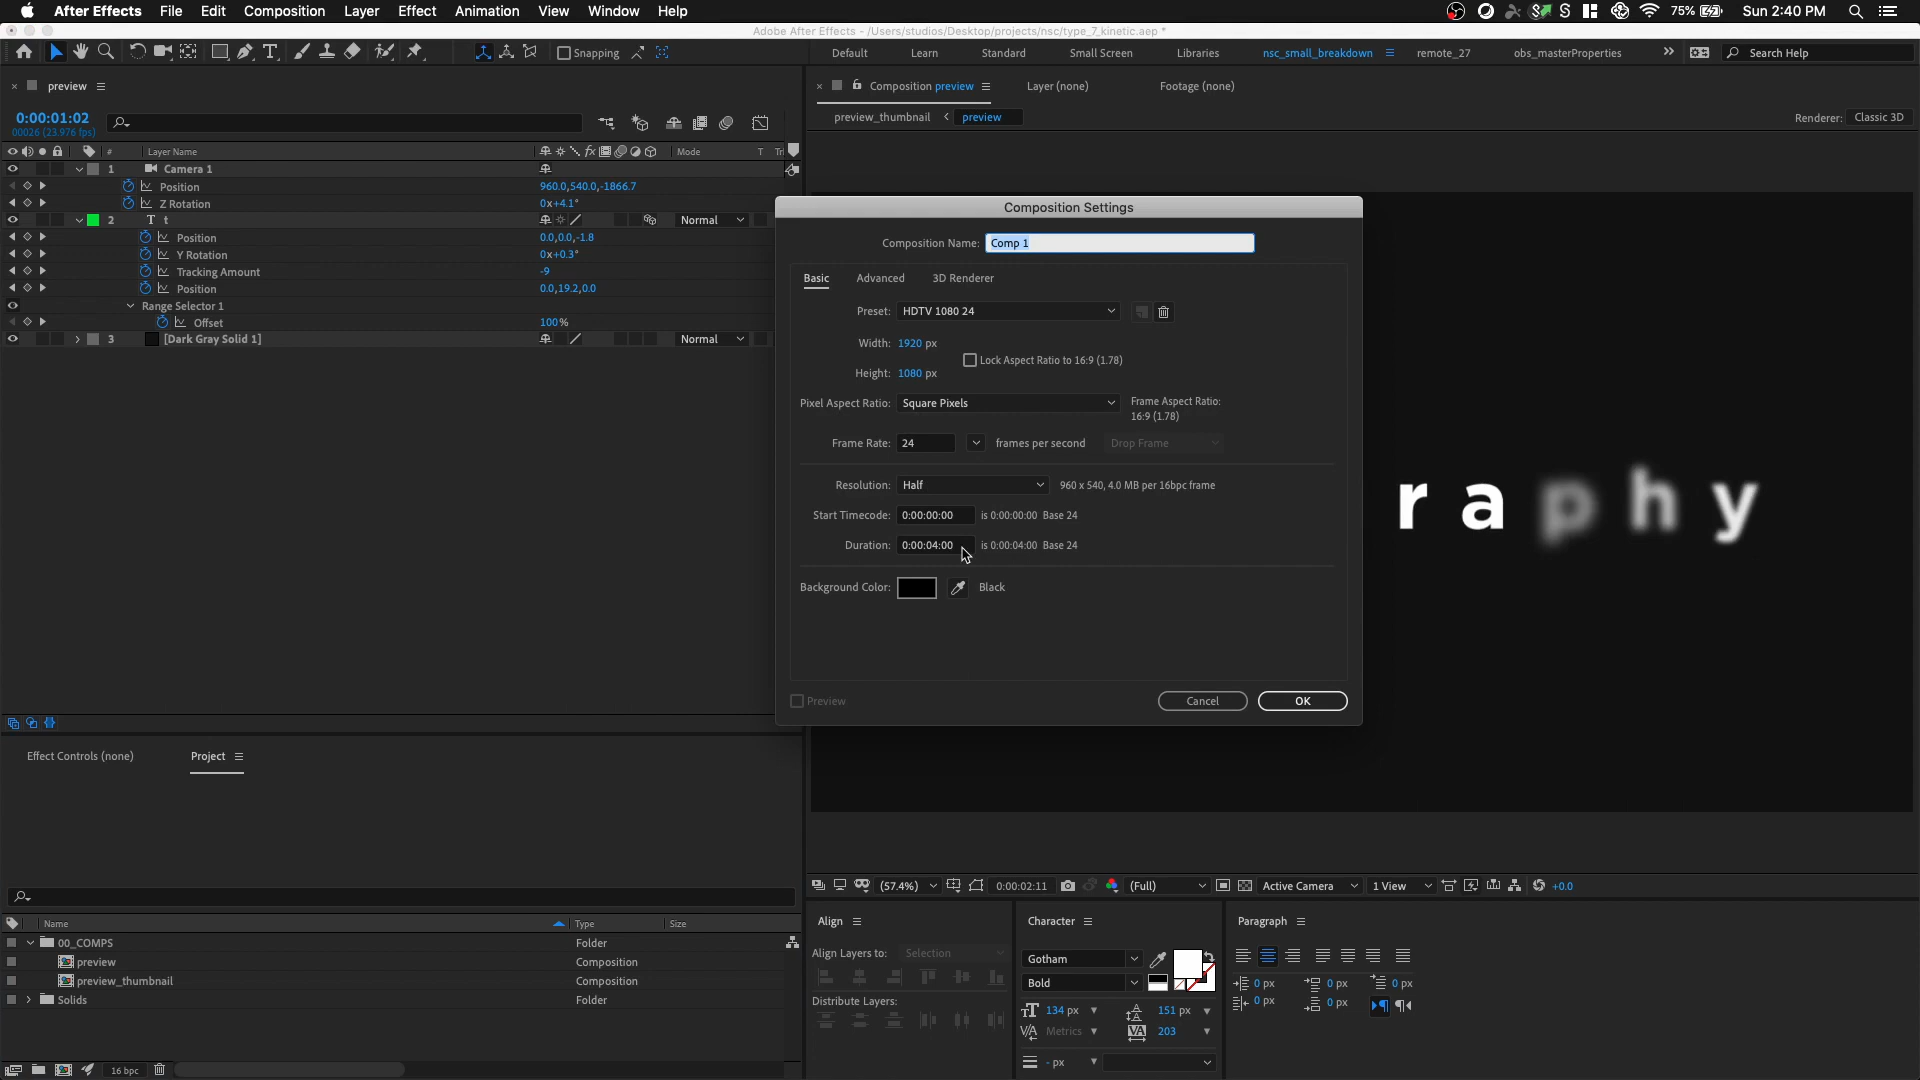 After Effects File Edit Composition Layer Effect Animation View Window Help 75% Sun 2:40 PM
Adobe After Effects - /Users/studios/Desktop/projects/nsc/type_7_kinetic.aep *
Snapping Default Learn Standard Small Screen Libraries nsc_small_breakdown remote_27 obs_masterProperties Search Help
preview Composition preview Layer (none) Footage (none)
0:00:01:02
00026 (23.976 fps)
preview_thumbnail preview Renderer: Classic 3D
# Layer Name Mode T Tr
1 Camera 1
Position 960.0,540.0,-1866.7
Z Rotation 0x+4.1°
2 T t Normal
Position 0.0,0.0,-1.8
Y Rotation 0x+0.3°
Tracking Amount -9
Position 0.0,19.2,0.0
Range Selector 1
Offset 100%
3 [Dark Gray Solid 1] Normal
Composition Settings
Composition Name: Comp 1
Basic Advanced 3D Renderer
Preset: HDTV 1080 24
Width: 1920 px
Lock Aspect Ratio to 16:9 (1.78)
Height: 1080 px
Pixel Aspect Ratio: Square Pixels Frame Aspect Ratio:
16:9 (1.78)
Frame Rate: 24 frames per second Drop Frame
Resolution: Half 960 x 540, 4.0 MB per 16bpc frame
Start Timecode: 0:00:00:00 is 0:00:00:00 Base 24
Duration: 0:00:04:00 is 0:00:04:00 Base 24
Background Color: Black
Preview Cancel OK
r a p h y
Effect Controls (none) Project
Name Type Size
00_COMPS Folder
preview Composition
preview_thumbnail Composition
Solids Folder
16 bpc
(57.4%) 0:00:02:11 (Full) Active Camera 1 View +0.0
Align
Align Layers to: Selection
Distribute Layers:
Character
Gotham
Bold
134 px 151 px
Metrics 203
- px
Paragraph
0 px 0 px 0 px
0 px 0 px